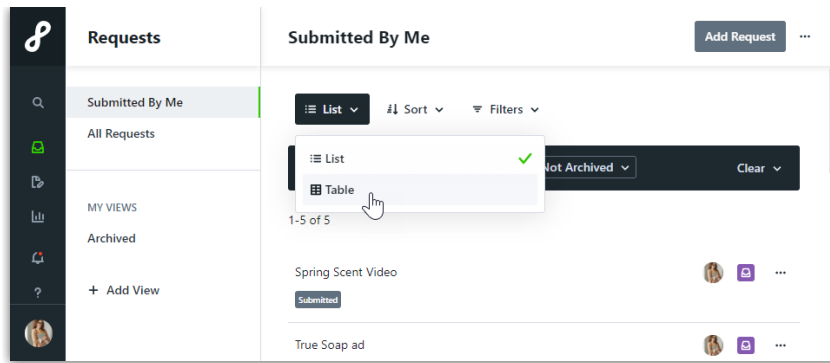 Requests
Submitted By Me
Add Request
Submitted By Me
All Requests
MY VIEWS
Archived
+ Add View
List
Sort
Filters
List
Table
Not Archived
Clear
1-5 of 5
Spring Scent Video
Submitted
True Soap ad
?